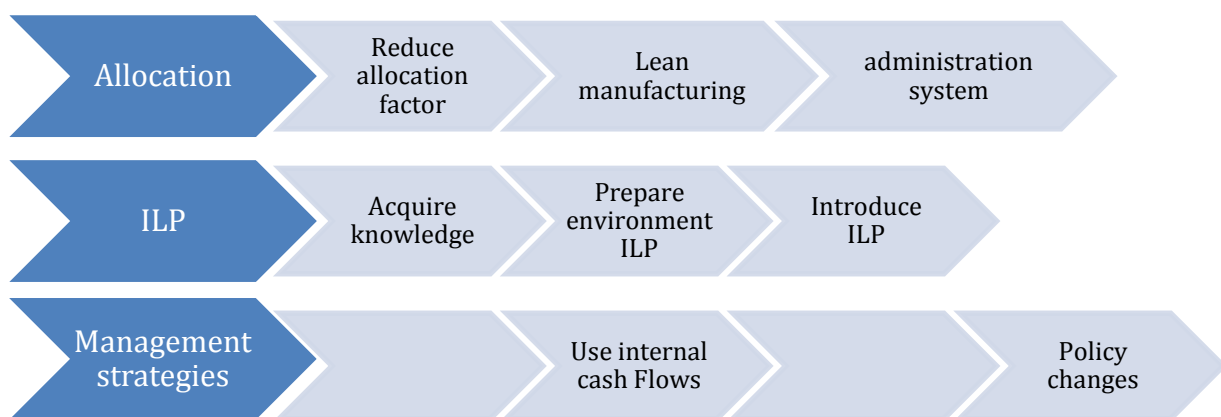 Allocation
Reduce
allocation
factor
Lean
manufacturing
administration
system
ILP
Acquire
knowledge
Prepare
environment
ILP
Introduce
ILP
Management
strategies
Use internal
cash Flows
Policy
changes